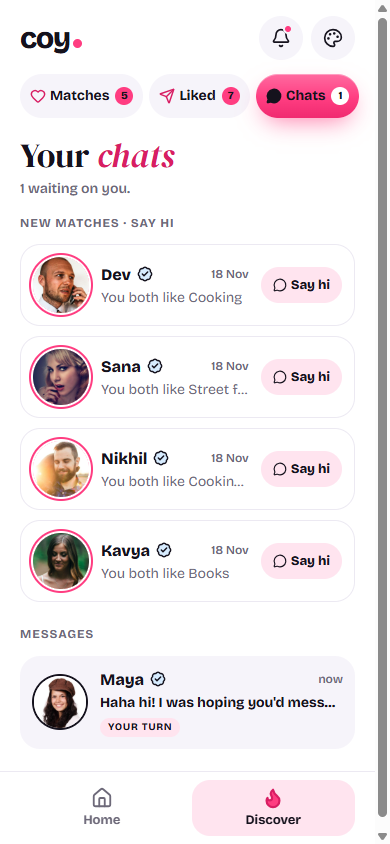 coy.
Matches 5 Liked 7 Chats 1
Your chats
1 waiting on you.
NEW MATCHES · SAY HI
Dev 18 Nov
You both like Cooking
Say hi
Sana 18 Nov
You both like Street f...
Say hi
Nikhil 18 Nov
You both like Cookin...
Say hi
Kavya 18 Nov
You both like Books
Say hi
MESSAGES
Maya now
Haha hi! I was hoping you'd mess...
YOUR TURN
Home Discover